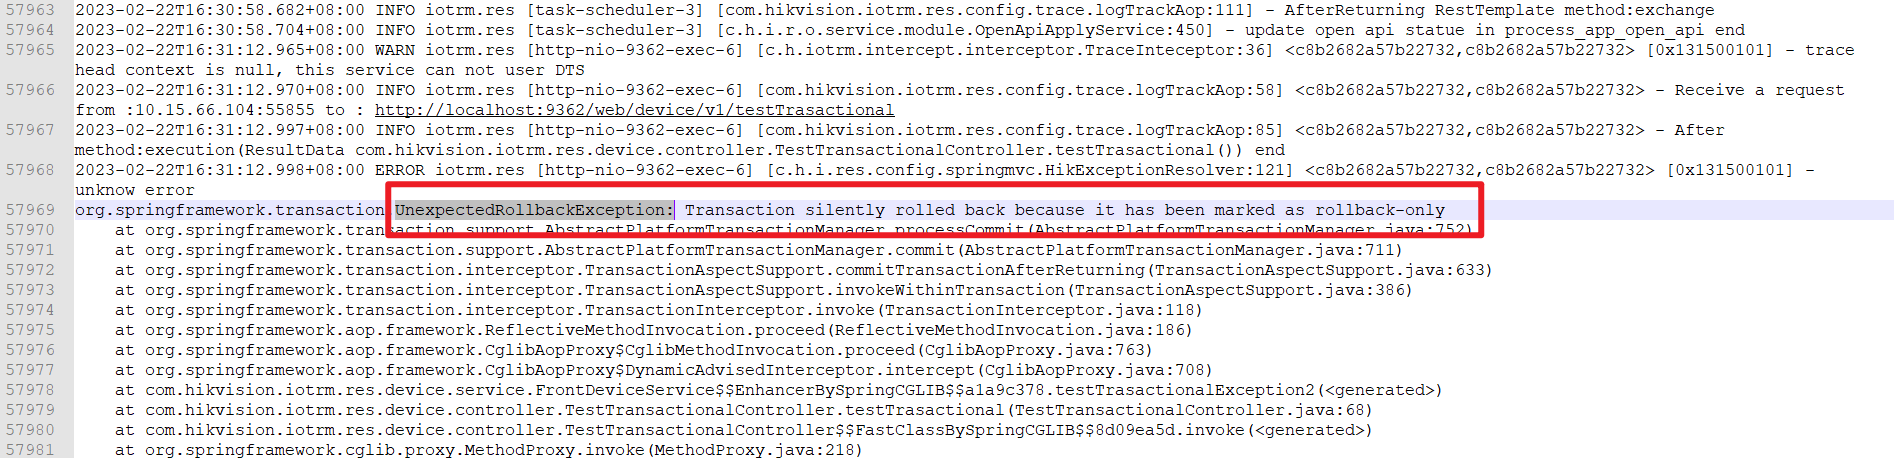 57963 2023-02-22T16:30:58.682+08:00 INFO iotrm.res [task-scheduler-3] [com.hikvision.iotrm.res.config.trace.logTrackAop:111] - AfterReturning RestTemplate method:exchange
57964 2023-02-22T16:30:58.704+08:00 INFO iotrm.res [task-scheduler-3] [c.h.i.r.o.service.module.OpenApiApplyService:450] - update open api statue in process_app_open_api end
57965 2023-02-22T16:31:12.965+08:00 WARN iotrm.res [http-nio-9362-exec-6] [c.h.iotrm.intercept.interceptor.TraceInteceptor:36] <c8b2682a57b22732,c8b2682a57b22732> [0x131500101] - trace
head context is null, this service can not user DTS
57966 2023-02-22T16:31:12.970+08:00 INFO iotrm.res [http-nio-9362-exec-6] [com.hikvision.iotrm.res.config.trace.logTrackAop:58] <c8b2682a57b22732,c8b2682a57b22732> - Receive a request
from :10.15.66.104:55855 to : http://localhost:9362/web/device/v1/testTrasactional
57967 2023-02-22T16:31:12.997+08:00 INFO iotrm.res [http-nio-9362-exec-6] [com.hikvision.iotrm.res.config.trace.logTrackAop:85] <c8b2682a57b22732,c8b2682a57b22732> - After
method:execution(ResultData com.hikvision.iotrm.res.device.controller.TestTransactionalController.testTrasactional()) end
57968 2023-02-22T16:31:12.998+08:00 ERROR iotrm.res [http-nio-9362-exec-6] [c.h.i.res.config.springmvc.HikExceptionResolver:121] <c8b2682a57b22732,c8b2682a57b22732> [0x131500101] -
unknow error
57969 org.springframework.transaction.UnexpectedRollbackException: Transaction silently rolled back because it has been marked as rollback-only
57970 at org.springframework.transaction.support.AbstractPlatformTransactionManager.processCommit(AbstractPlatformTransactionManager.java:752)
57971 at org.springframework.transaction.support.AbstractPlatformTransactionManager.commit(AbstractPlatformTransactionManager.java:711)
57972 at org.springframework.transaction.interceptor.TransactionAspectSupport.commitTransactionAfterReturning(TransactionAspectSupport.java:633)
57973 at org.springframework.transaction.interceptor.TransactionAspectSupport.invokeWithinTransaction(TransactionAspectSupport.java:386)
57974 at org.springframework.transaction.interceptor.TransactionInterceptor.invoke(TransactionInterceptor.java:118)
57975 at org.springframework.aop.framework.ReflectiveMethodInvocation.proceed(ReflectiveMethodInvocation.java:186)
57976 at org.springframework.aop.framework.CglibAopProxy$CglibMethodInvocation.proceed(CglibAopProxy.java:763)
57977 at org.springframework.aop.framework.CglibAopProxy$DynamicAdvisedInterceptor.intercept(CglibAopProxy.java:708)
57978 at com.hikvision.iotrm.res.device.service.FrontDeviceService$$EnhancerBySpringCGLIB$$a1a9c378.testTrasactionalException2(<generated>)
57979 at com.hikvision.iotrm.res.device.controller.TestTransactionalController.testTrasactional(TestTransactionalController.java:68)
57980 at com.hikvision.iotrm.res.device.controller.TestTransactionalController$$FastClassBySpringCGLIB$$8d09ea5d.invoke(<generated>)
57981 at org.springframework.cglib.proxy.MethodProxy.invoke(MethodProxy.java:218)